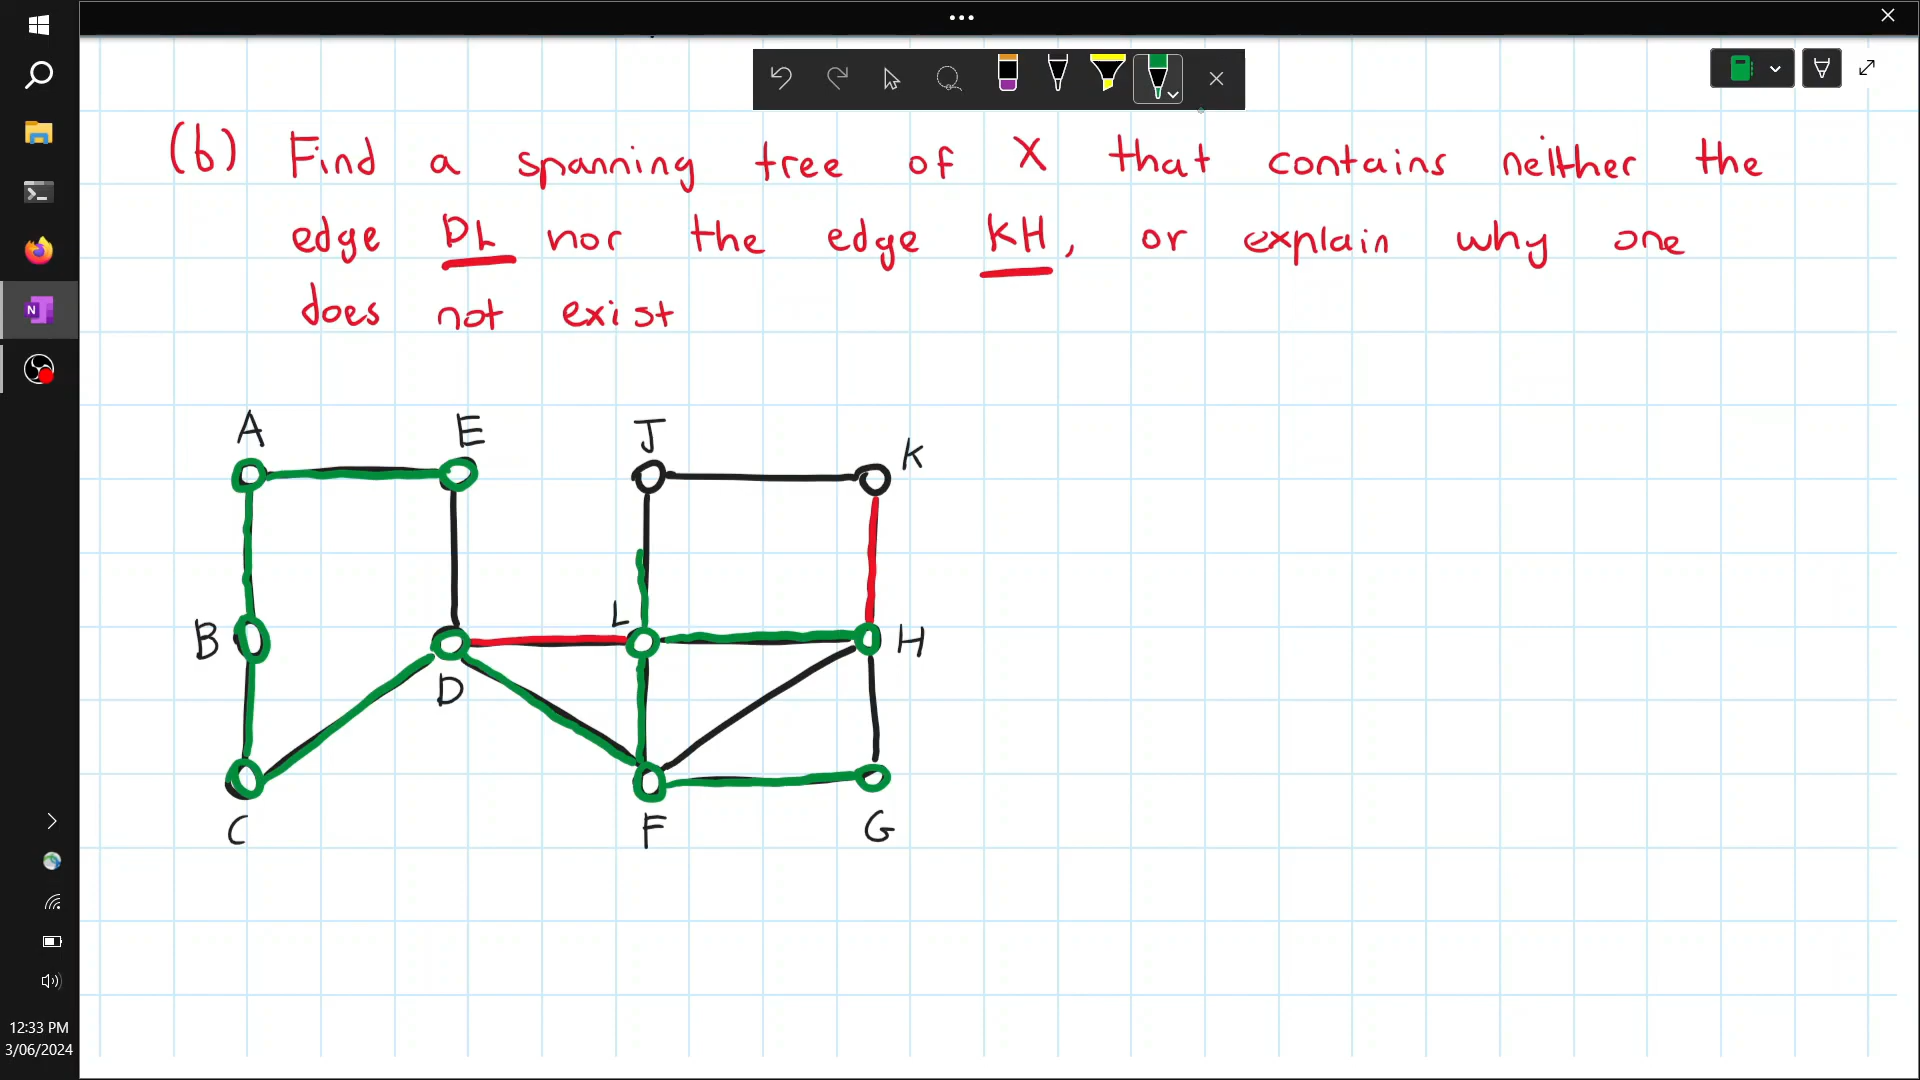 (b) Find a spanning tree of X that contains neither the
edge DL nor the edge KH, or explain why one
does not exist
A E J K
B L H
D
C F G
12:33 PM
3/06/2024